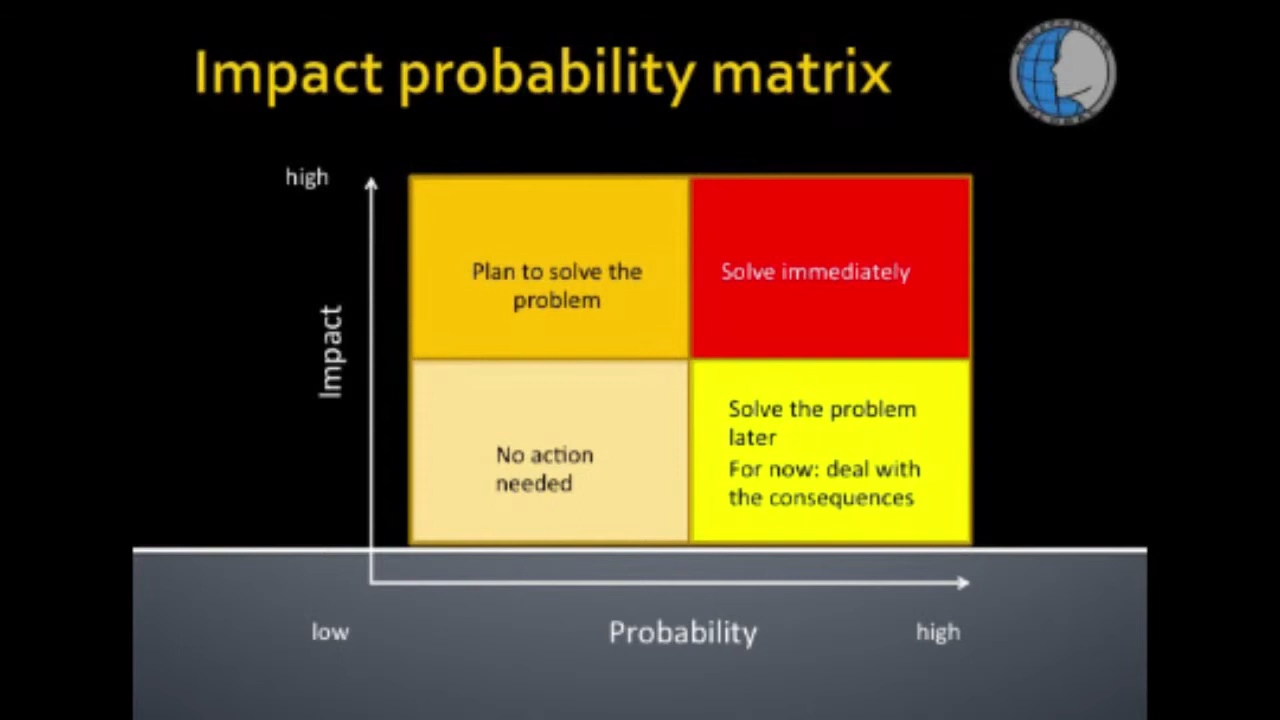 Impact probability matrix
high
Impact
Plan to solve the
problem
Solve immediately
No action
needed
Solve the problem
later
For now: deal with
the consequences
low
Probability
high